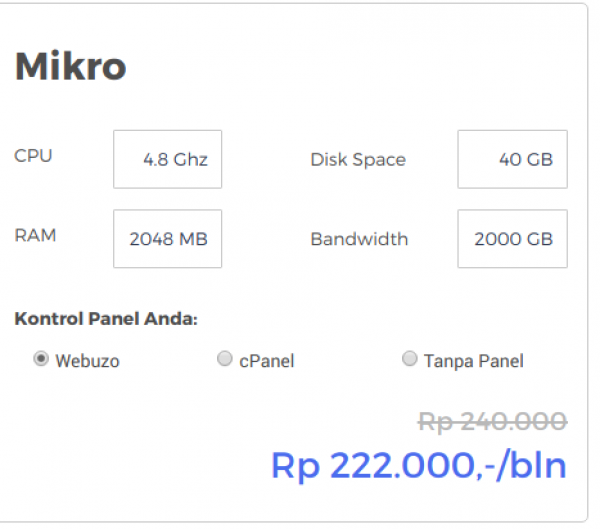 Mikro
CPU 4.8 Ghz Disk Space 40 GB
RAM 2048 MB Bandwidth 2000 GB
Kontrol Panel Anda:
Webuzo cPanel Tanpa Panel
Rp 240.000
Rp 222.000,-/bln